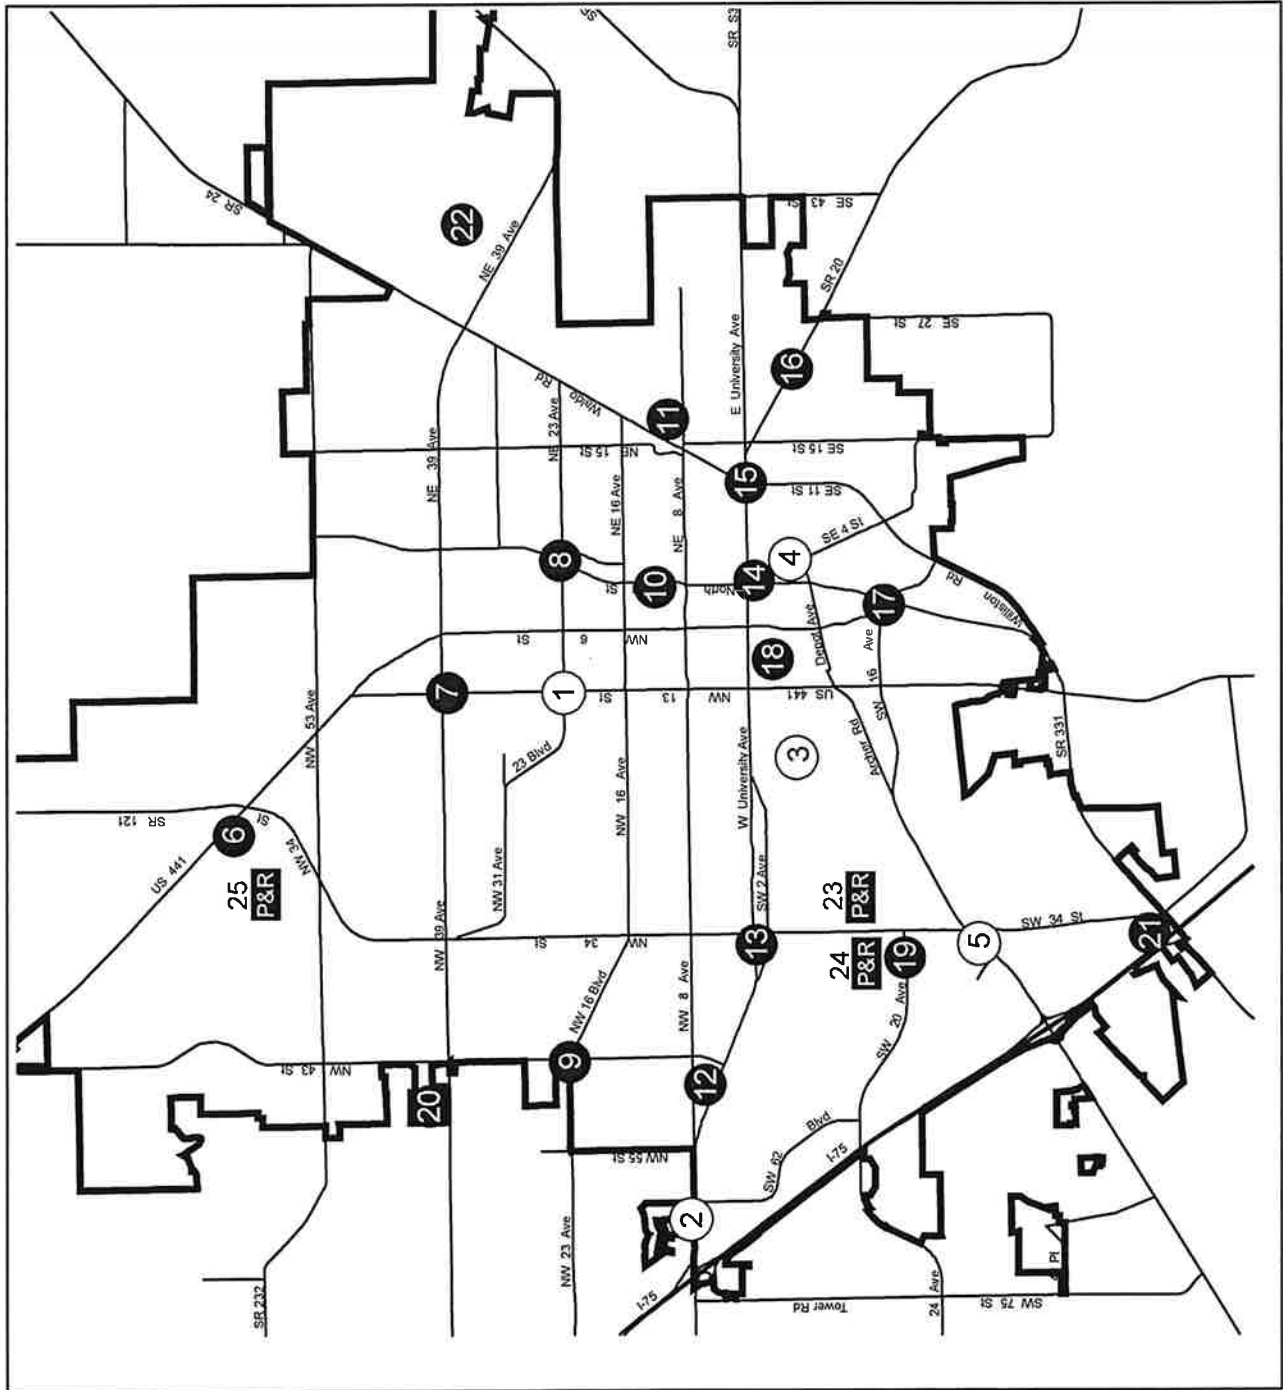 SR S3
SR 24
22
NE 39 Ave
SE 43 St
SR 20
SE 27 St
E University Ave
16
Waldo
Rd
11
NE 23 Ave
NE 39 Ave
NE 15 St
SE 15 St
15
NE 16 Ave
NE 8 Ave
SE 11 St
SE 4 St
8
4
14
10
St
North
17
Williston
Rd
NW 6 St
18
Depot Ave
SW 16 Ave
7
1
NW 13 St
US 441
NW 53 Ave
23 Blvd
3
Archer Rd
SR 331
NW 16 Ave
W University Ave
SR 121
6
NW 34
St
US 441
25
P&R
NW 31 Ave
SW 2 Ave
23
P&R
SW 34 St
NW 39 Ave
NW 34 St
13
24
P&R
19
5
21
NW 16 Blvd
NW 8 Ave
SW 20 Ave
NW 43 St
9
12
20
SW 62 Blvd
I-75
NW 55 St
2
NW 23 Ave
SR 232
I-75
Tower Rd
24 Ave
SW 75 St
Pl